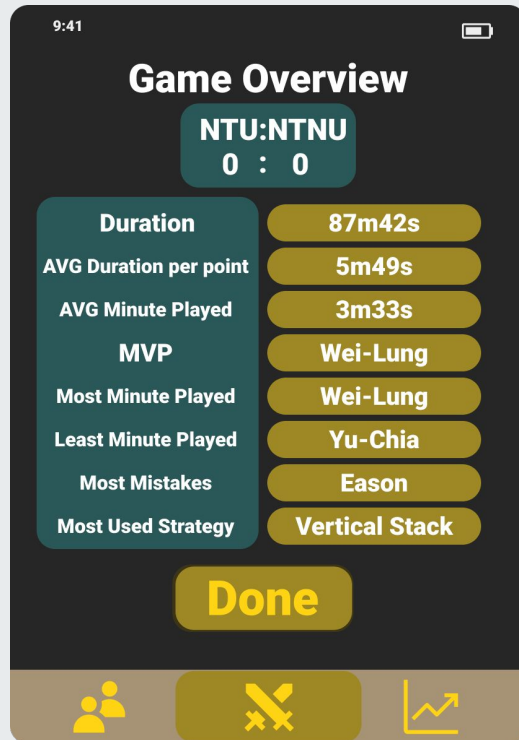 9:41
Game Overview
NTU:NTNU
0 : 0
Duration 87m42s
AVG Duration per point 5m49s
AVG Minute Played 3m33s
MVP Wei-Lung
Most Minute Played Wei-Lung
Least Minute Played Yu-Chia
Most Mistakes Eason
Most Used Strategy Vertical Stack
Done